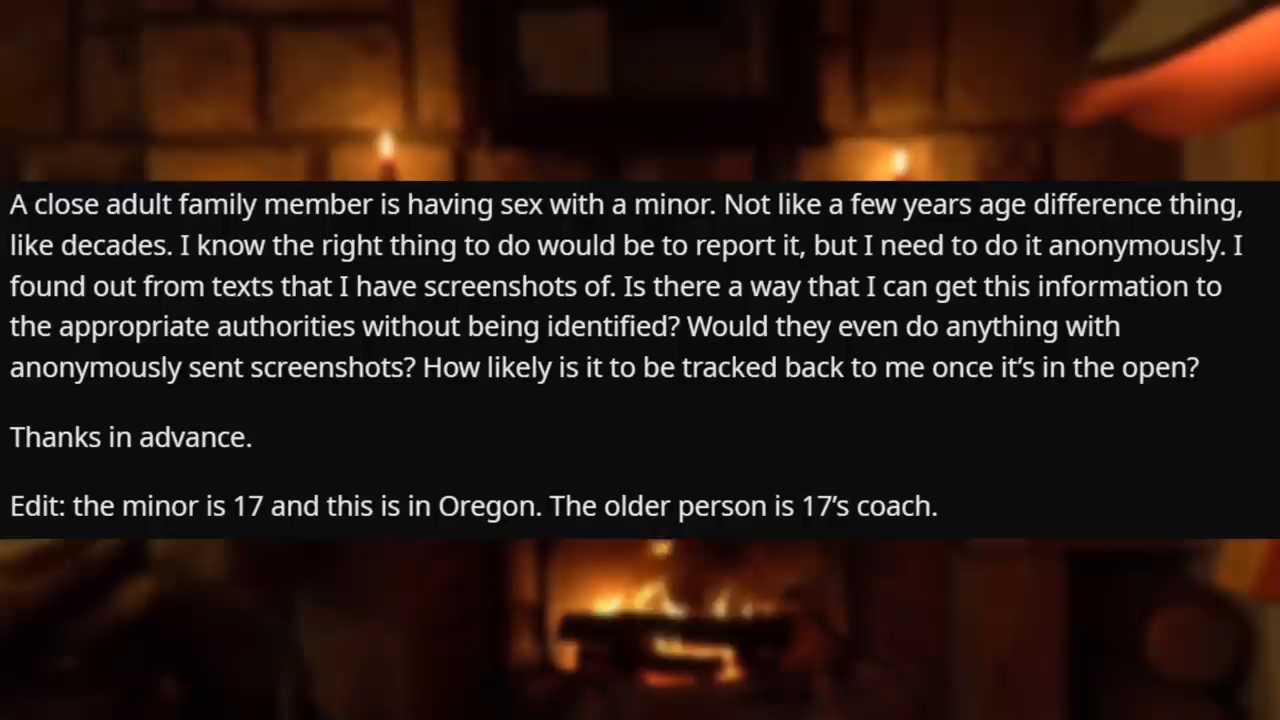 A close adult family member is having sex with a minor. Not like a few years age difference thing,
like decades. I know the right thing to do would be to report it, but I need to do it anonymously. I
found out from texts that I have screenshots of. Is there a way that I can get this information to
the appropriate authorities without being identified? Would they even do anything with
anonymously sent screenshots? How likely is it to be tracked back to me once it’s in the open?
Thanks in advance.
Edit: the minor is 17 and this is in Oregon. The older person is 17’s coach.